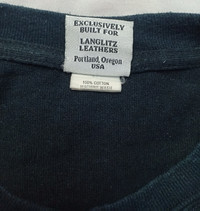 EXCLUSIVELY
BUILT FOR
LANGLITZ
LEATHERS
Portland, Oregon
USA
100% COTTON